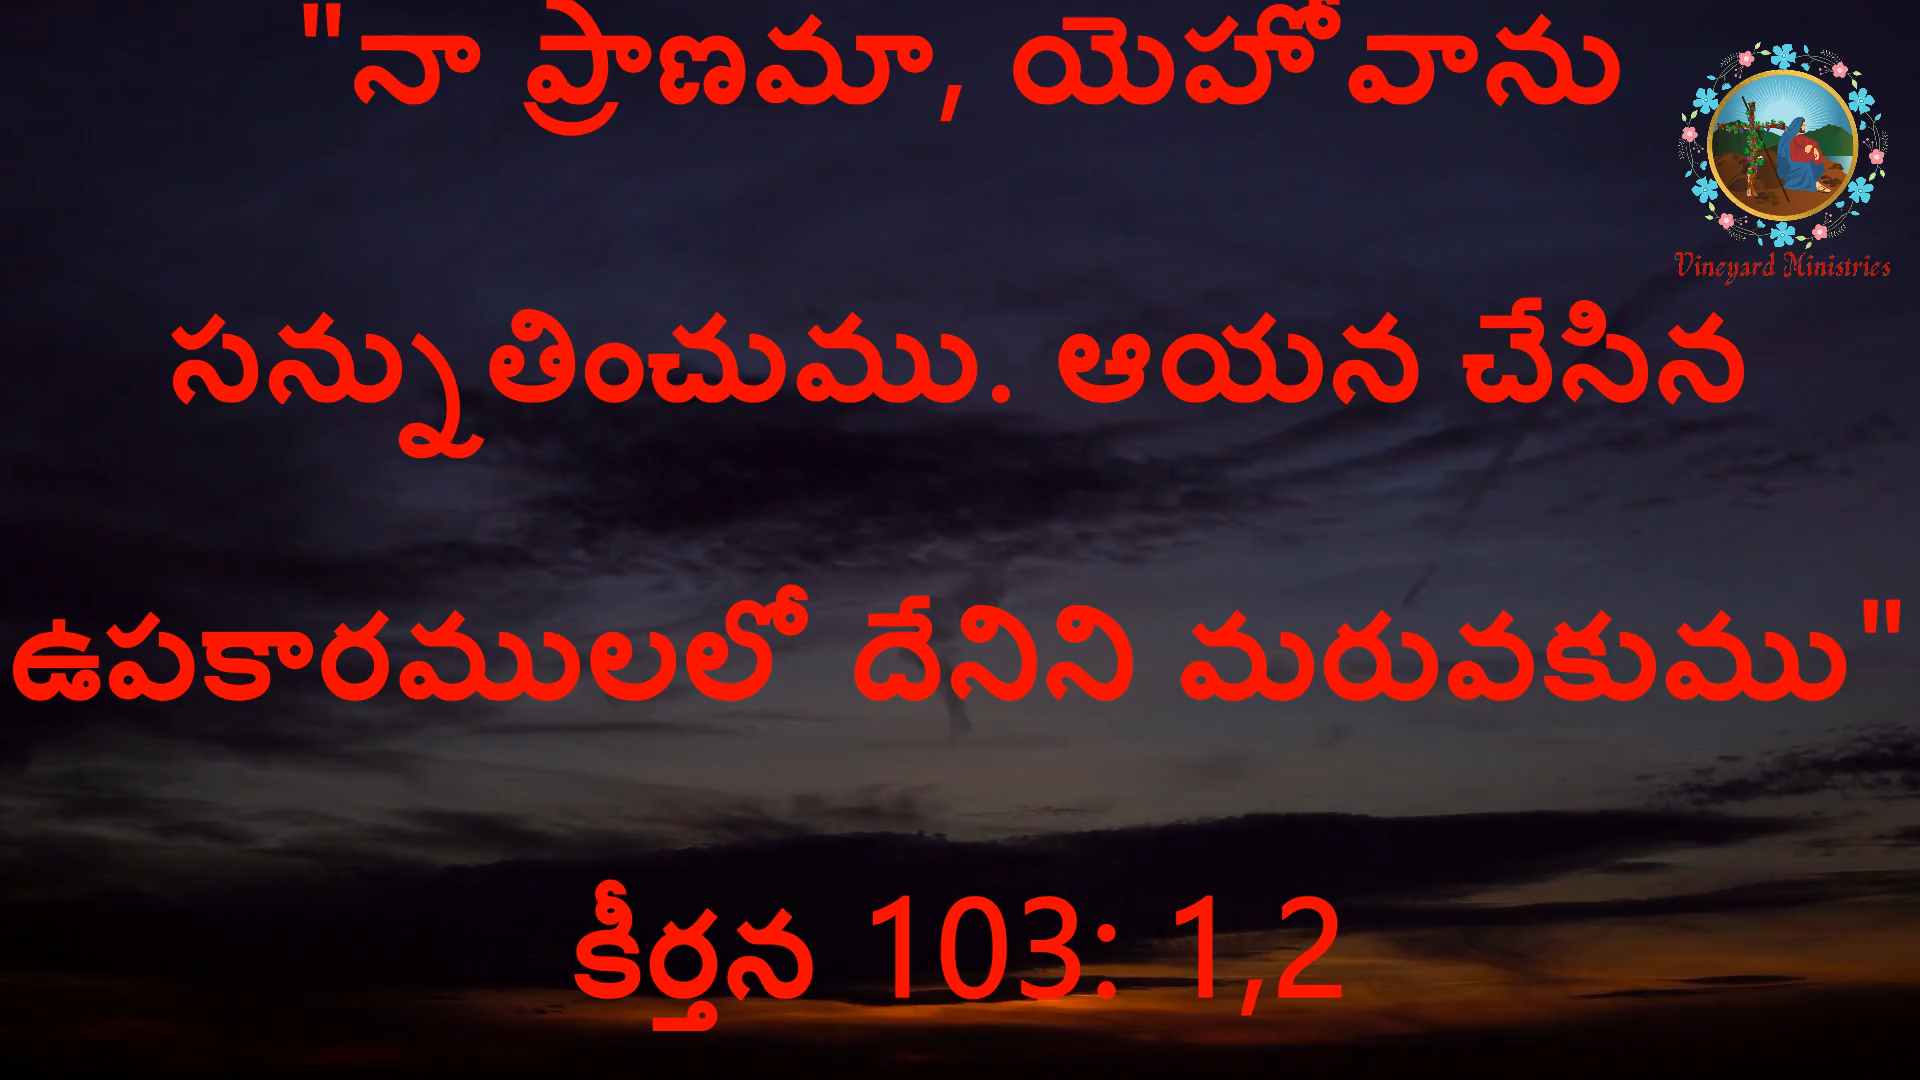 "నా ప్రాణమా, యెహోవాను
Vineyard Ministries
సన్నుతించుము. ఆయన చేసిన
ఉపకారములలో దేనిని మరువకుము"
కీర్తన 103: 1,2